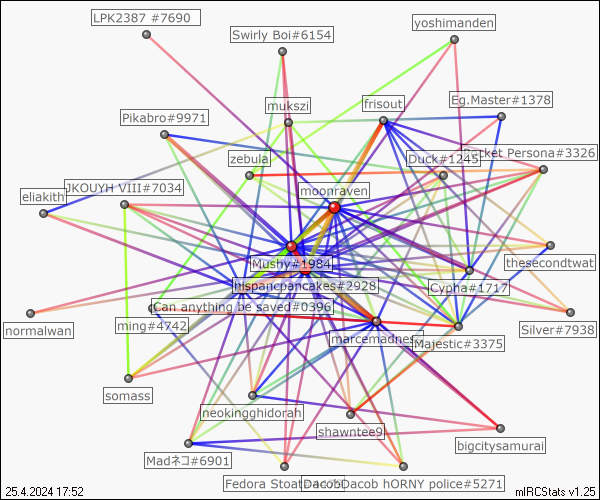 LPK2387 #7690
yoshimanden
Swirly Boi#6154
Eg.Master#1378
mukszi
frisout
Pikabro#9971
Rocket Persona#3326
zebula
Duck#1245
JKOUYH VIII#7034
moonraven
eliakith
thesecondtwat
Mushy#1984
hispancpancakes#2928
Cypha#1717
Can anything be saved#0396
normalwan
ming#4742
marcemadness
Majestic#3375
Silver#7938
somass
neokingghidorah
shawntee9
bigcitysamurai
Madネコ#6901
Fedora Stoat
DacobDacob hORNY police#5271
25.4.2024 17:52
mIRCStats v1.25